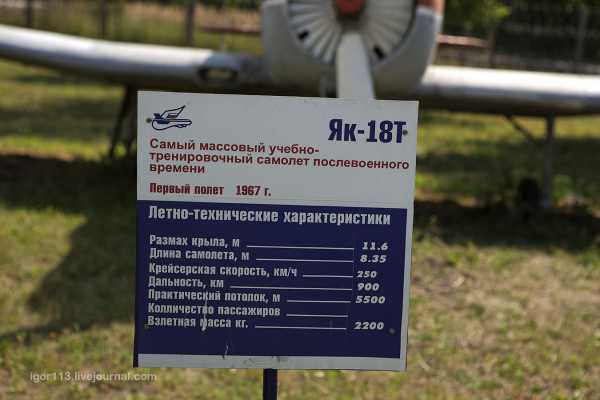 Як-18Т
Самый массовый учебно-
тренировочный самолет послевоенного
времени
Первый полет 1967 г.
Летно-технические характеристики
Размах крыла, м 11.6
Длина самолета, м 8.35
Крейсерская скорость, км/ч 250
Дальность, км 900
Практический потолок, м 5500
Колличество пассажиров
Взлетная масса кг. 2200
igor113.livejournal.com